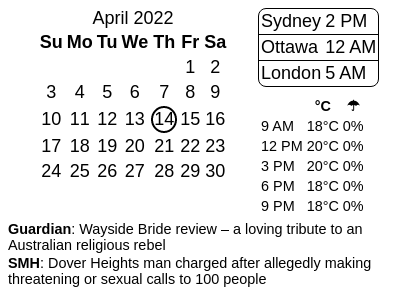 April 2022
Su Mo Tu We Th Fr Sa
1 2
3 4 5 6 7 8 9
10 11 12 13 14 15 16
17 18 19 20 21 22 23
24 25 26 27 28 29 30
Sydney 2 PM
Ottawa 12 AM
London 5 AM
°C ☂
9 AM 18°C 0%
12 PM 20°C 0%
3 PM 20°C 0%
6 PM 18°C 0%
9 PM 18°C 0%
Guardian: Wayside Bride review – a loving tribute to an
Australian religious rebel
SMH: Dover Heights man charged after allegedly making
threatening or sexual calls to 100 people